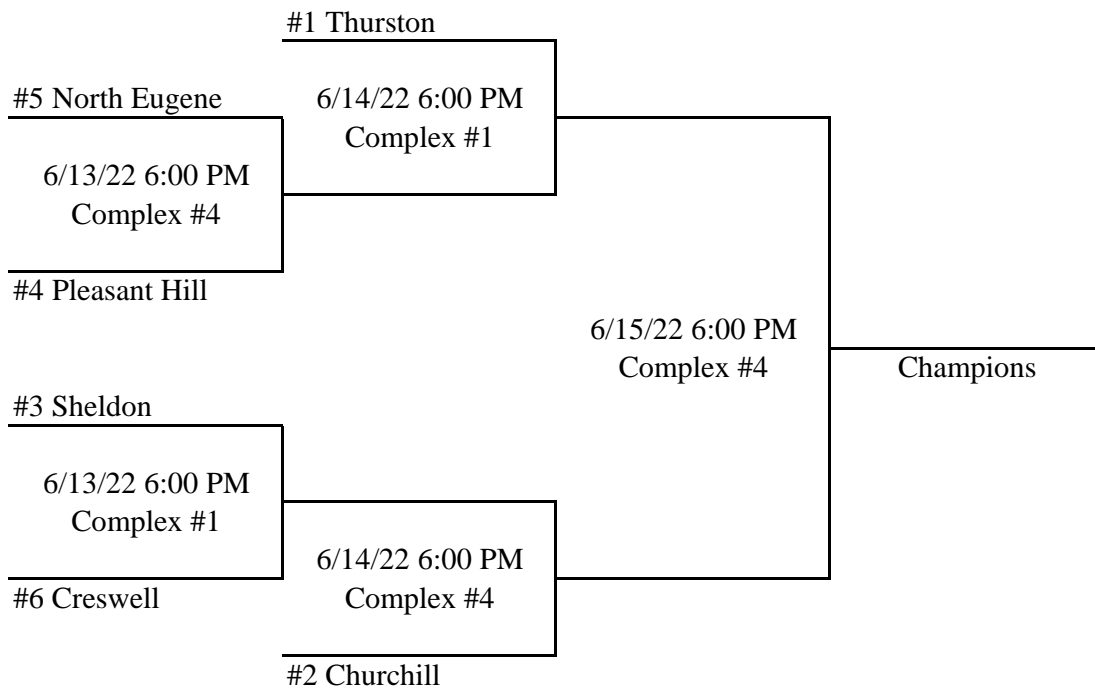 #1 Thurston
#5 North Eugene
6/14/22 6:00 PM
Complex #1
6/13/22 6:00 PM
Complex #4
#4 Pleasant Hill
6/15/22 6:00 PM
Complex #4
Champions
#3 Sheldon
6/13/22 6:00 PM
Complex #1
6/14/22 6:00 PM
Complex #4
#6 Creswell
#2 Churchill